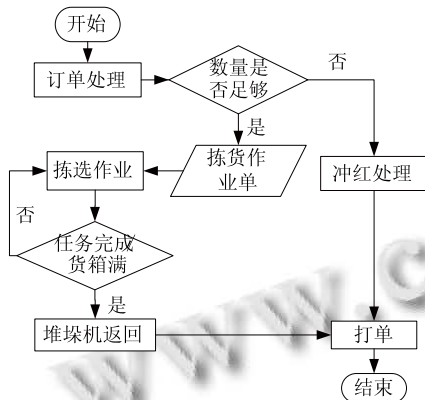 开始
订单处理
数量是
否足够
否
是
拣货作
业单
拣选作业
冲红处理
否
任务完成
货箱满
是
堆垛机返回
打单
结束
www.c